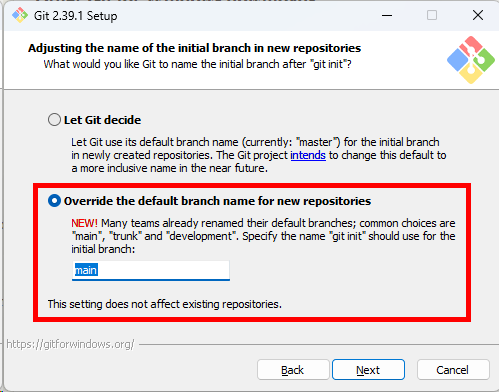 Git 2.39.1 Setup
Adjusting the name of the initial branch in new repositories
What would you like Git to name the initial branch after "git init"?
Let Git decide
Let Git use its default branch name (currently: "master") for the initial branch
in newly created repositories. The Git project intends to change this default to
a more inclusive name in the near future.
Override the default branch name for new repositories
NEW! Many teams already renamed their default branches; common choices are
"main", "trunk" and "development". Specify the name "git init" should use for the
initial branch:
main
This setting does not affect existing repositories.
https://gitforwindows.org/
Back
Next
Cancel